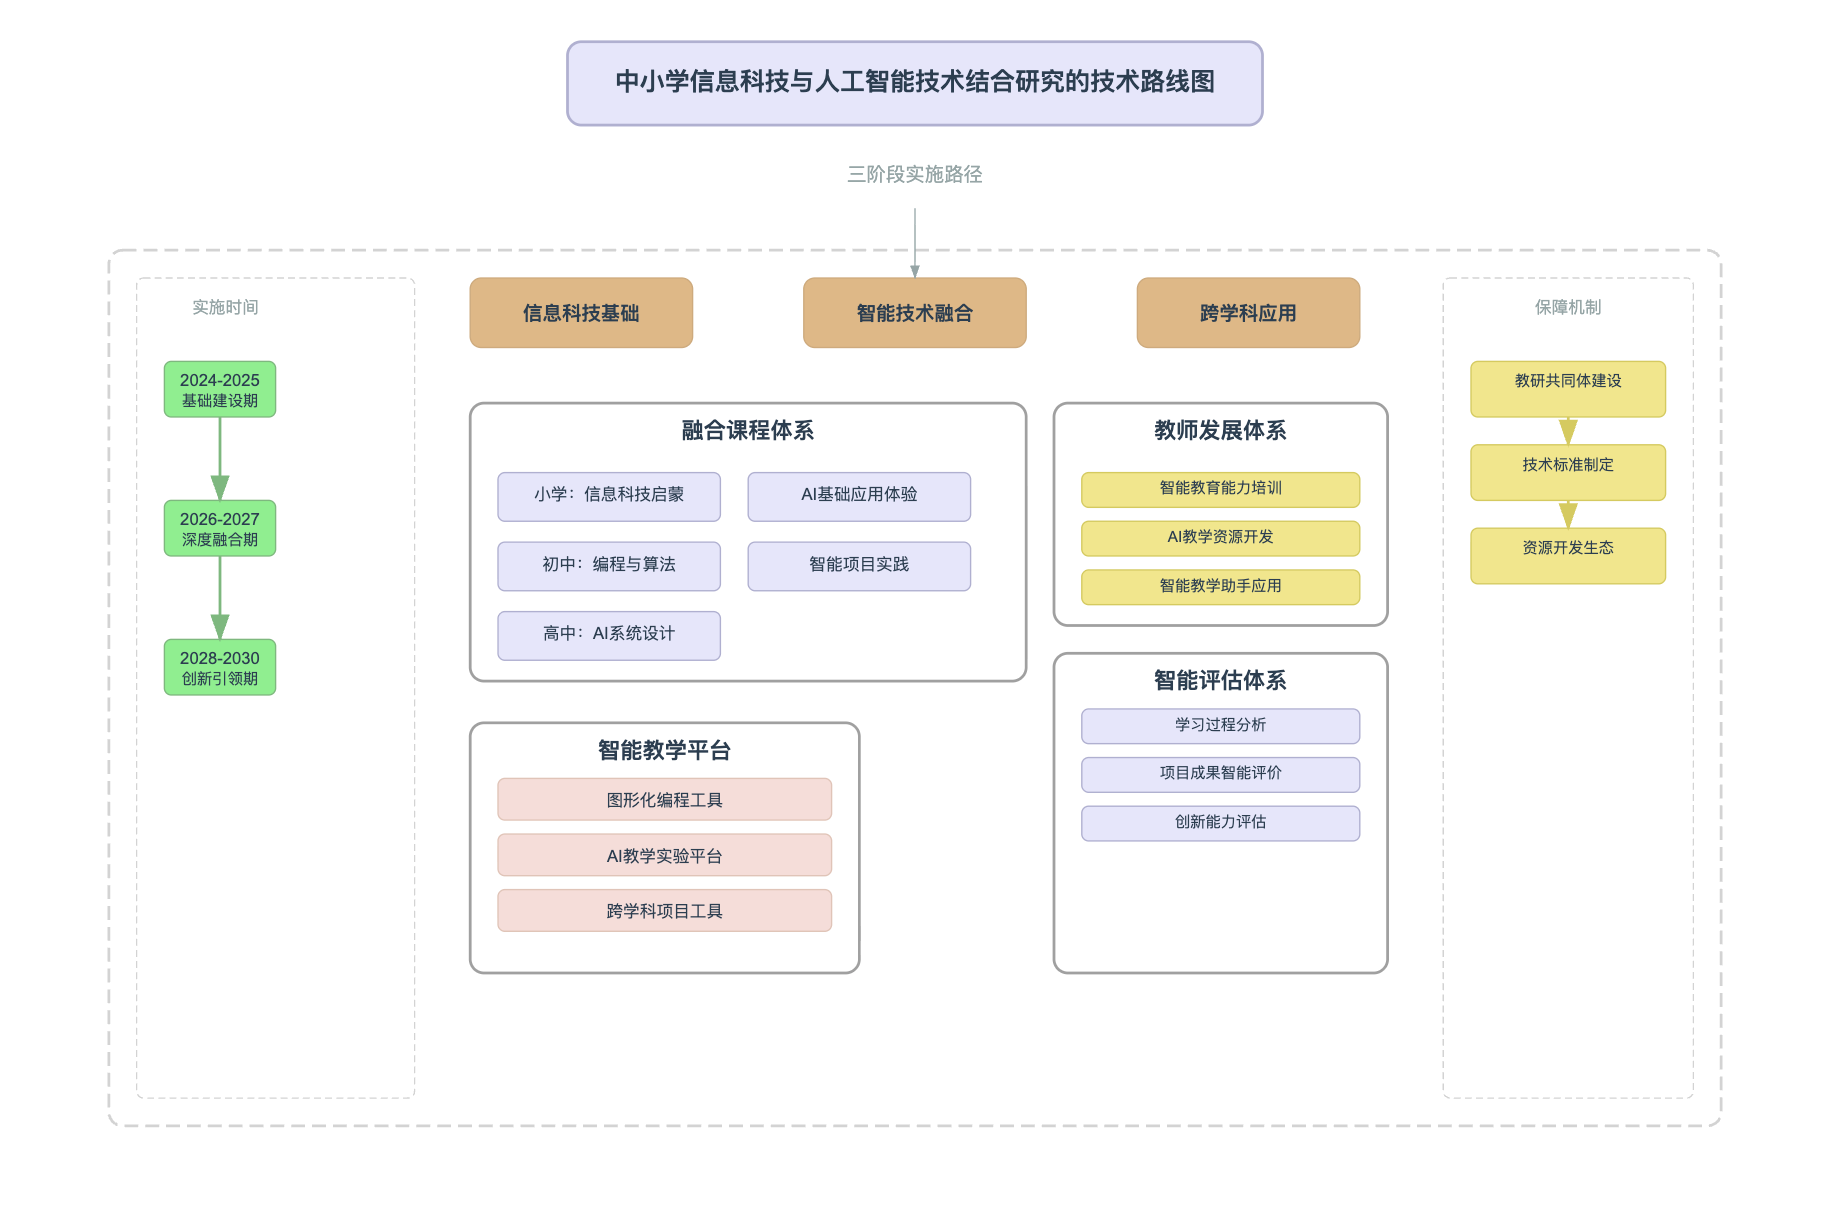 中小学信息科技与人工智能技术结合研究的技术路线图
三阶段实施路径
实施时间
2024-2025
基础建设期
2026-2027
深度融合期
2028-2030
创新引领期
信息科技基础
智能技术融合
跨学科应用
融合课程体系
小学：信息科技启蒙
AI基础应用体验
初中：编程与算法
智能项目实践
高中：AI系统设计
智能教学平台
图形化编程工具
AI教学实验平台
跨学科项目工具
教师发展体系
智能教育能力培训
AI教学资源开发
智能教学助手应用
智能评估体系
学习过程分析
项目成果智能评价
创新能力评估
保障机制
教研共同体建设
技术标准制定
资源开发生态